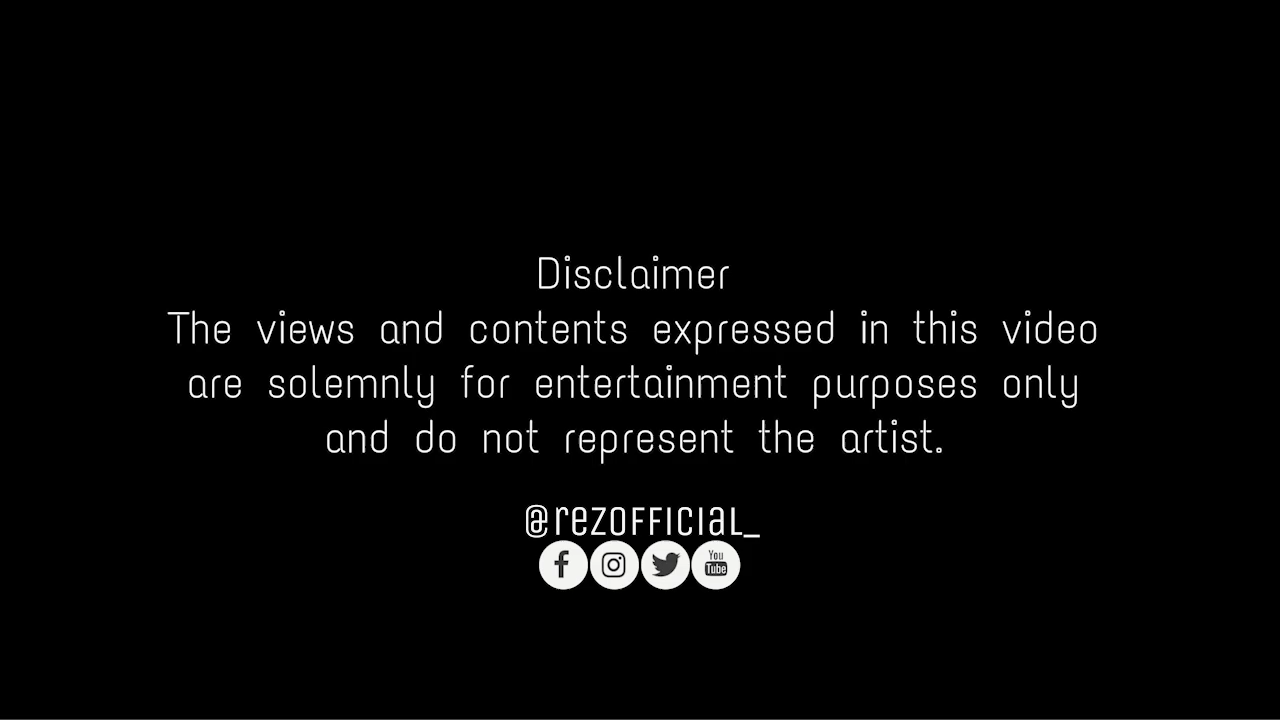 Disclaimer
The views and contents expressed in this video
are solemnly for entertainment purposes only
and do not represent the artist.
@rezofficial_
f You Tube